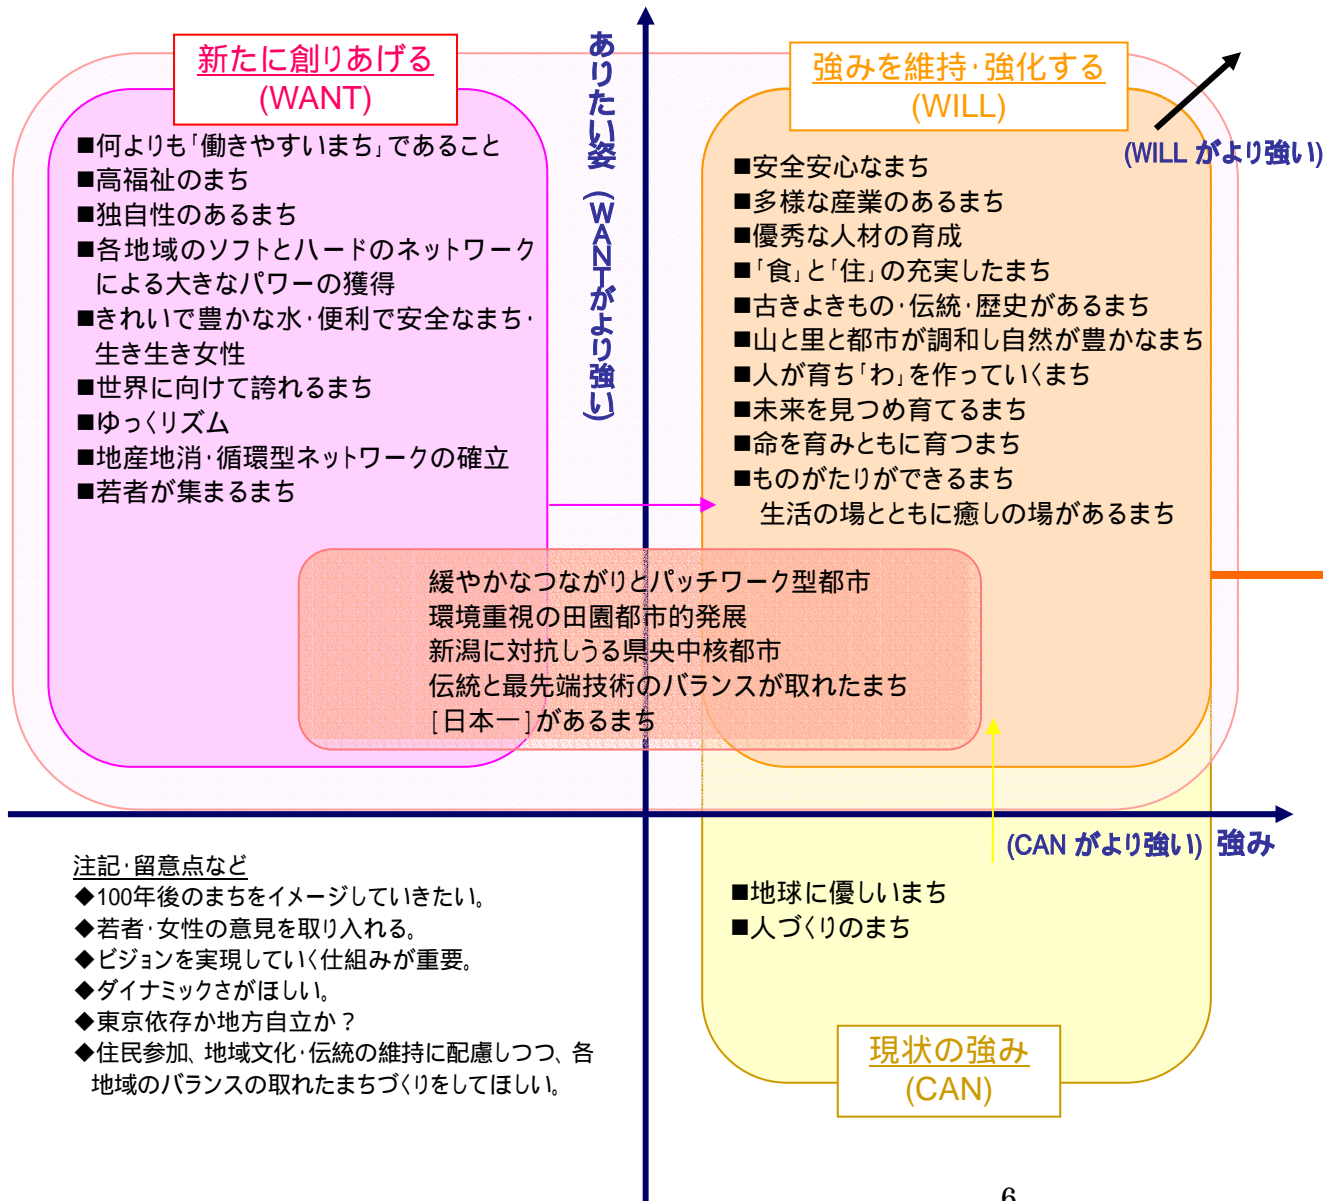 新たに創りあげる
(WANT)
■何よりも「働きやすいまち」であること
■高福祉のまち
■独自性のあるまち
■各地域のソフトとハードのネットワーク
による大きなパワーの獲得
■きれいで豊かな水・便利で安全なまち・
生き生き女性
■世界に向けて誇れるまち
■ゆっくリズム
■地産地消・循環型ネットワークの確立
■若者が集まるまち
ありたい姿（WANTがより強い）
強みを維持・強化する
(WILL)
(WILL がより強い)
■安全安心なまち
■多様な産業のあるまち
■優秀な人材の育成
■「食」と「住」の充実したまち
■古きよきもの・伝統・歴史があるまち
■山と里と都市が調和し自然が豊かなまち
■人が育ち「わ」を作っていくまち
■未来を見つめ育てるまち
■命を育みともに育つまち
■ものがたりができるまち
生活の場とともに癒しの場があるまち
緩やかなつながりとパッチワーク型都市
環境重視の田園都市的発展
新潟に対抗しうる県央中核都市
伝統と最先端技術のバランスが取れたまち
[日本一]があるまち
(CAN がより強い) 強み
■地球に優しいまち
■人づくりのまち
現状の強み
(CAN)
注記・留意点など
◆100年後のまちをイメージしていきたい。
◆若者・女性の意見を取り入れる。
◆ビジョンを実現していく仕組みが重要。
◆ダイナミックさがほしい。
◆東京依存か地方自立か？
◆住民参加、地域文化・伝統の維持に配慮しつつ、各
地域のバランスの取れたまちづくりをしてほしい。
6